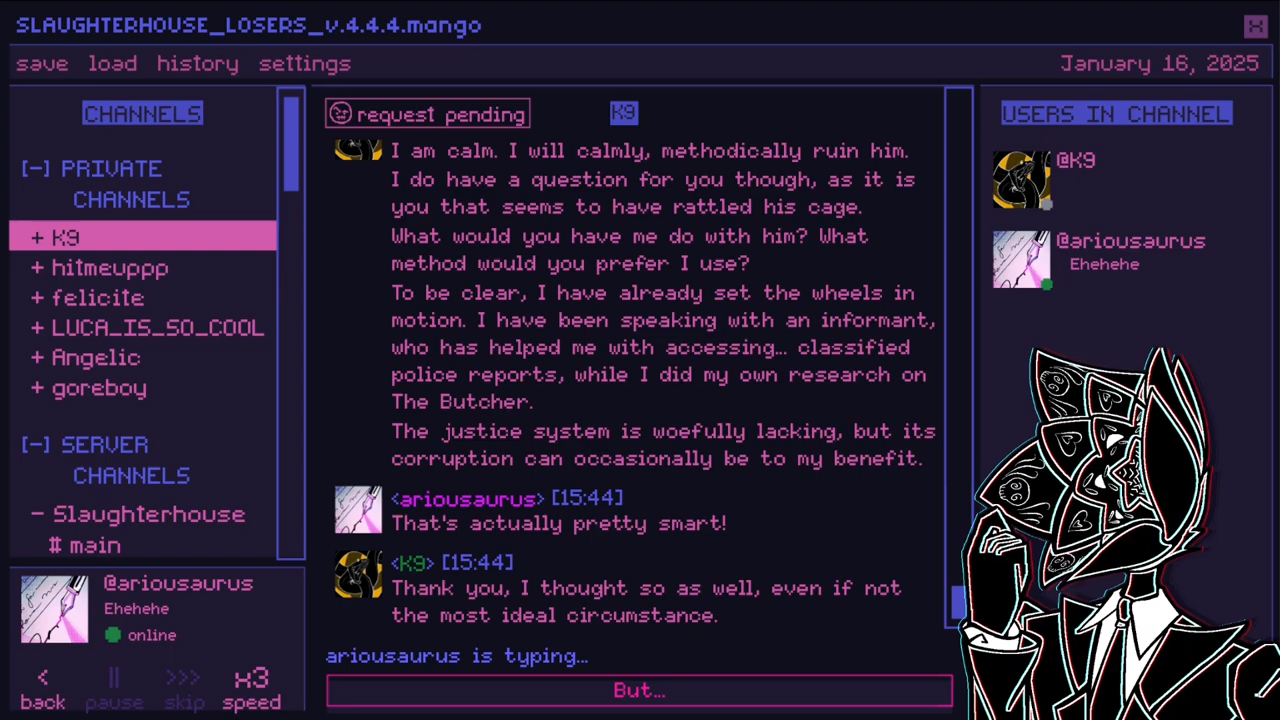 SLAUGHTERHOUSE_LOSERS_v.4.4.4.mango
save load history settings
January 16, 2025
CHANNELS
[-] PRIVATE
CHANNELS
+ K9
+ hitmeuppp
+ felicite
+ LUCA_IS_SO_COOL
+ Angelic
+ goreboy
[-] SERVER
CHANNELS
- Slaughterhouse
# main
@ariousaurus
Ehehehe
online
<
back
||
pause
>>>
skip
x3
speed
request pending
K9
I am calm. I will calmly, methodically ruin him.
I do have a question for you though, as it is
you that seems to have rattled his cage.
What would you have me do with him? What
method would you prefer I use?
To be clear, I have already set the wheels in
motion. I have been speaking with an informant,
who has helped me with accessing... classified
police reports, while I did my own research on
The Butcher.
The justice system is woefully lacking, but its
corruption can occasionally be to my benefit.
<ariousaurus> [15:44]
That's actually pretty smart!
<K9> [15:44]
Thank you, I thought so as well, even if not
the most ideal circumstance.
ariousaurus is typing...
But...
USERS IN CHANNEL
@K9
@ariousaurus
Ehehehe